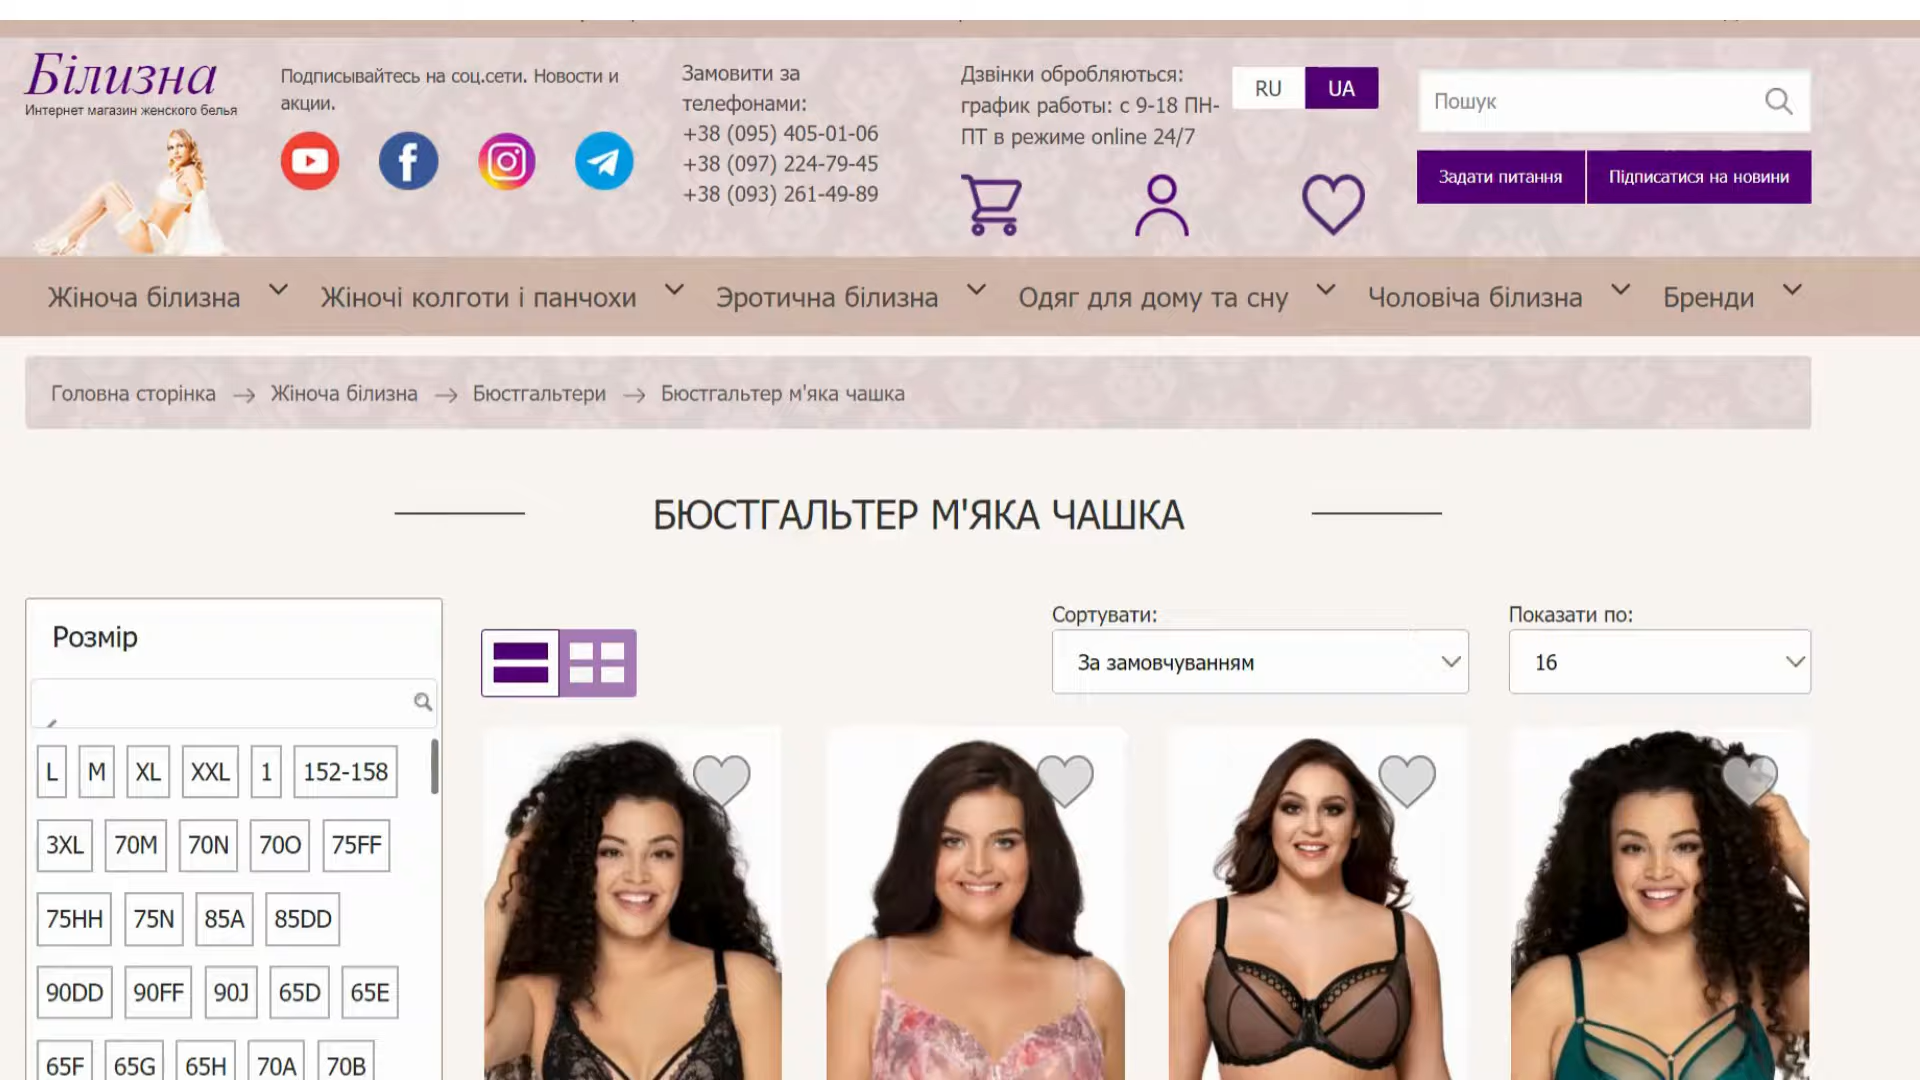 Білизна
Интернет магазин женского белья
Подписывайтесь на соц.сети. Новости и
акции.
Замовити за
телефонами:
+38 (095) 405-01-06
+38 (097) 224-79-45
+38 (093) 261-49-89
Дзвінки обробляються:
график работы: с 9-18 ПН-
ПТ в режиме online 24/7
RU UA
Пошук
Задати питання Підписатися на новини
Жіноча білизна Жіночі колготи і панчохи Эротична білизна Одяг для дому та сну Чоловіча білизна Бренди
Головна сторінка → Жіноча білизна → Бюстгальтери → Бюстгальтер м'яка чашка
БЮСТГАЛЬТЕР М'ЯКА ЧАШКА
Розмір
Сортувати:
За замовчуванням
Показати по:
16
L M XL XXL 1 152-158
3XL 70M 70N 70O 75FF
75HH 75N 85A 85DD
90DD 90FF 90J 65D 65E
65F 65G 65H 70A 70B